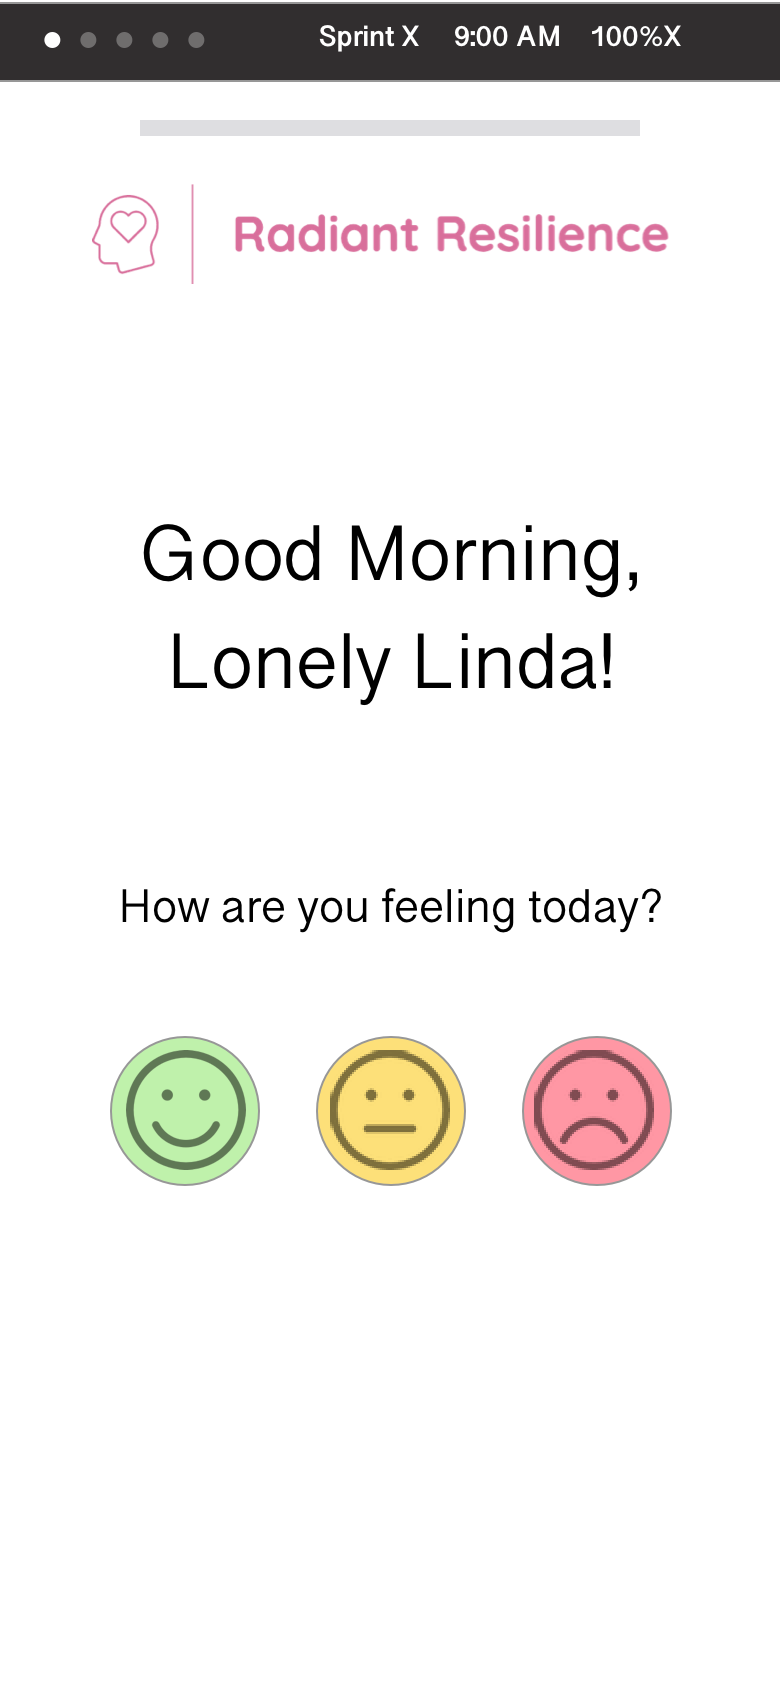 Sprint X 9:00 AM 100%X
Radiant Resilience
Good Morning,
Lonely Linda!
How are you feeling today?